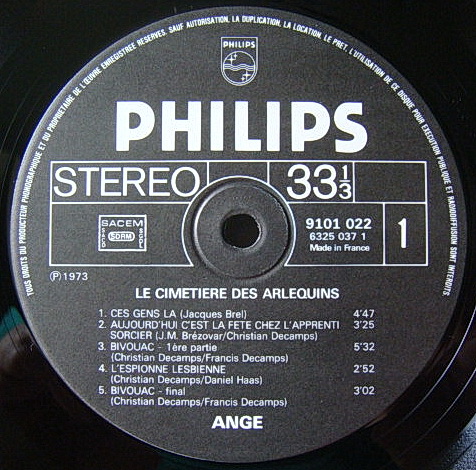 TOUS DROITS DU PRODUCTEUR PHONOGRAPHIQUE ET DU PROPRIETAIRE DE L'ŒUVRE ENREGISTREE RESERVES. SAUF AUTORISATION, LA DUPLICATION, LA LOCATION, LE PRET, L'UTILISATION DE CE DISQUE POUR EXECUTION PUBLIQUE ET RADIODIFFUSION SONT INTERDITS.
PHILIPS
PHILIPS
STEREO 33 1/3
SACEM
SDRM
9101 022
6325 037 1
Made in France
1
Ⓟ 1973
LE CIMETIERE DES ARLEQUINS
1. CES GENS LA (Jacques Brel) 4'47
2. AUJOURD'HUI C'EST LA FETE CHEZ L'APPRENTI 3'25
SORCIER (J.M. Brézovar/Christian Decamps)
3. BIVOUAC - 1ère partie 5'32
(Christian Decamps/Francis Decamps)
4. L'ESPIONNE LESBIENNE 2'52
(Christian Decamps/Daniel Haas)
5. BIVOUAC - final 3'02
(Christian Decamps/Francis Decamps)
ANGE